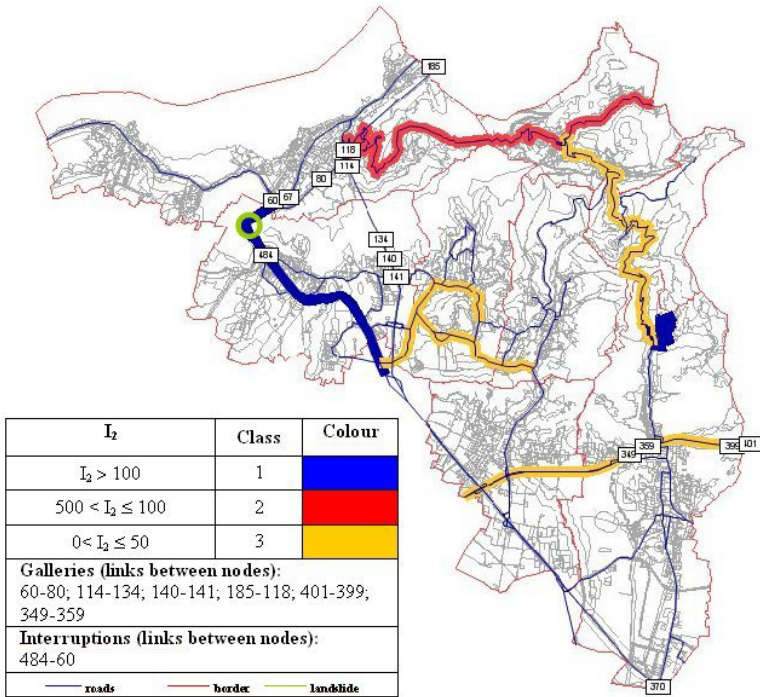 185
118
114
80
67
60
134
484
140
141
359
349
399
401
370
I₂ Class Colour
I₂ > 100 1
500 < I₂ ≤ 100 2
0< I₂ ≤ 50 3
Galleries (links between nodes):
60-80; 114-134; 140-141; 185-118; 401-399;
349-359
Interruptions (links between nodes):
484-60
roads border landslide